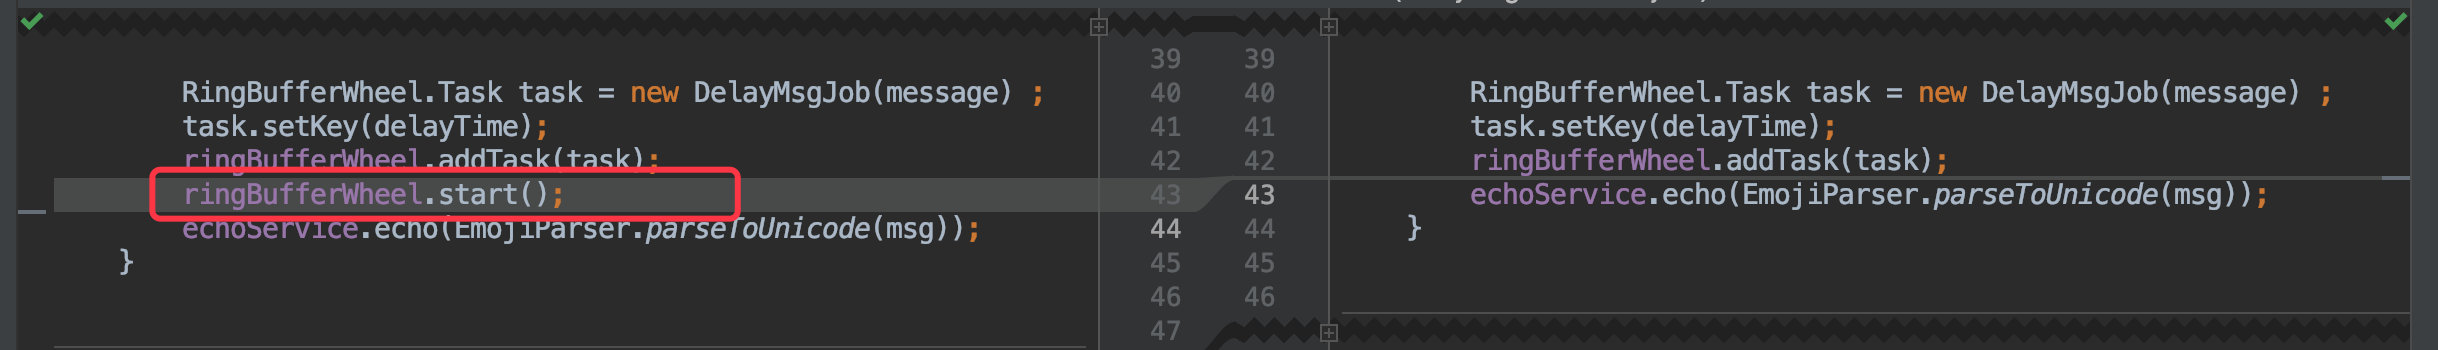 RingBufferWheel.Task task = new DelayMsgJob(message) ;
task.setKey(delayTime);
ringBufferWheel.addTask(task);
ringBufferWheel.start();
echoService.echo(EmojiParser.parseToUnicode(msg));
}
39 39
40 40
41 41
42 42
43 43
44 44
45 45
46 46
47
RingBufferWheel.Task task = new DelayMsgJob(message) ;
task.setKey(delayTime);
ringBufferWheel.addTask(task);
echoService.echo(EmojiParser.parseToUnicode(msg));
}